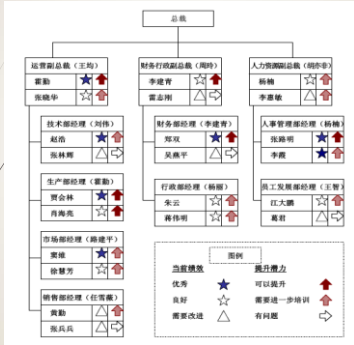 总裁
运营副总裁（王均）
霍勤
张晓华
财务行政副总裁（周玲）
李建青
雷志刚
人力资源副总裁（胡亦非）
杨楠
李惠敏
技术部经理（刘伟）
赵浩
张林辉
财务部经理（李建青）
郑双
吴燕平
人事管理部经理（杨楠）
张路明
李霞
生产部经理（霍勤）
贾会林
肖海亮
行政部经理（杨丽）
朱云
蒋伟明
员工发展部经理（王智）
江大鹏
葛君
市场部经理（路建平）
窦维
徐慧芳
销售部经理（任雪薇）
黄勤
张兵兵
图例
当前绩效 提升潜力
优秀 可以提升
良好 需要进一步培训
需要改进 有问题